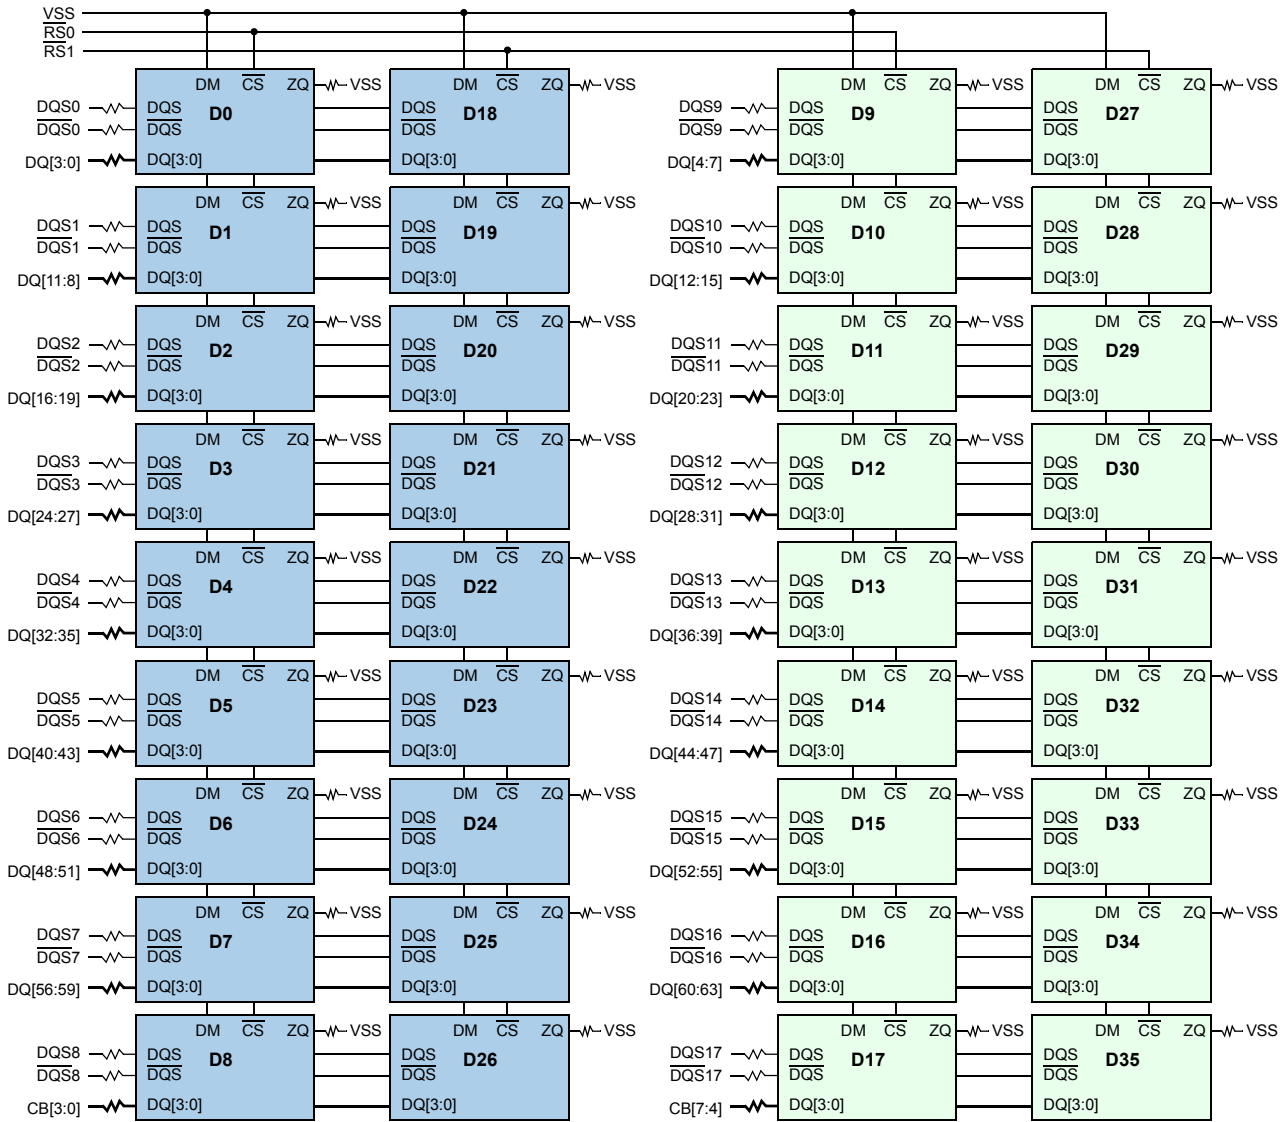 VSS
RS0
RS1
DM CS ZQ VSS DM CS ZQ VSS DM CS ZQ VSS DM CS ZQ VSS
DQS0 DQS D0 DQS D18 DQS9 DQS D9 DQS D27
DQS0 DQS DQS DQS9 DQS DQS
DQ[3:0] DQ[3:0] DQ[3:0] DQ[4:7] DQ[3:0] DQ[3:0]
DM CS ZQ VSS DM CS ZQ VSS DM CS ZQ VSS DM CS ZQ VSS
DQS1 DQS D1 DQS D19 DQS10 DQS D10 DQS D28
DQS1 DQS DQS DQS10 DQS DQS
DQ[11:8] DQ[3:0] DQ[3:0] DQ[12:15] DQ[3:0] DQ[3:0]
DM CS ZQ VSS DM CS ZQ VSS DM CS ZQ VSS DM CS ZQ VSS
DQS2 DQS D2 DQS D20 DQS11 DQS D11 DQS D29
DQS2 DQS DQS DQS11 DQS DQS
DQ[16:19] DQ[3:0] DQ[3:0] DQ[20:23] DQ[3:0] DQ[3:0]
DM CS ZQ VSS DM CS ZQ VSS DM CS ZQ VSS DM CS ZQ VSS
DQS3 DQS D3 DQS D21 DQS12 DQS D12 DQS D30
DQS3 DQS DQS DQS12 DQS DQS
DQ[24:27] DQ[3:0] DQ[3:0] DQ[28:31] DQ[3:0] DQ[3:0]
DM CS ZQ VSS DM CS ZQ VSS DM CS ZQ VSS DM CS ZQ VSS
DQS4 DQS D4 DQS D22 DQS13 DQS D13 DQS D31
DQS4 DQS DQS DQS13 DQS DQS
DQ[32:35] DQ[3:0] DQ[3:0] DQ[36:39] DQ[3:0] DQ[3:0]
DM CS ZQ VSS DM CS ZQ VSS DM CS ZQ VSS DM CS ZQ VSS
DQS5 DQS D5 DQS D23 DQS14 DQS D14 DQS D32
DQS5 DQS DQS DQS14 DQS DQS
DQ[40:43] DQ[3:0] DQ[3:0] DQ[44:47] DQ[3:0] DQ[3:0]
DM CS ZQ VSS DM CS ZQ VSS DM CS ZQ VSS DM CS ZQ VSS
DQS6 DQS D6 DQS D24 DQS15 DQS D15 DQS D33
DQS6 DQS DQS DQS15 DQS DQS
DQ[48:51] DQ[3:0] DQ[3:0] DQ[52:55] DQ[3:0] DQ[3:0]
DM CS ZQ VSS DM CS ZQ VSS DM CS ZQ VSS DM CS ZQ VSS
DQS7 DQS D7 DQS D25 DQS16 DQS D16 DQS D34
DQS7 DQS DQS DQS16 DQS DQS
DQ[56:59] DQ[3:0] DQ[3:0] DQ[60:63] DQ[3:0] DQ[3:0]
DM CS ZQ VSS DM CS ZQ VSS DM CS ZQ VSS DM CS ZQ VSS
DQS8 DQS D8 DQS D26 DQS17 DQS D17 DQS D35
DQS8 DQS DQS DQS17 DQS DQS
CB[3:0] DQ[3:0] DQ[3:0] CB[7:4] DQ[3:0] DQ[3:0]